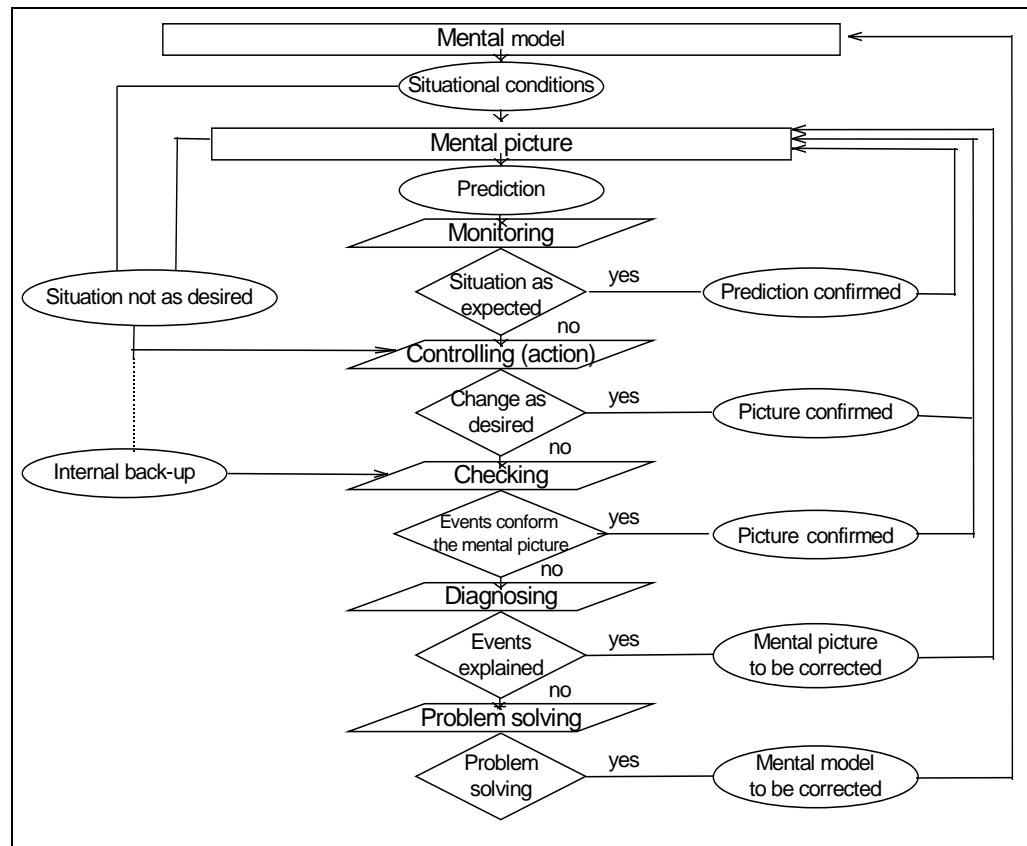 Mental model
Situational conditions
Mental picture
Prediction
Monitoring
Situation as
expected
yes
Prediction confirmed
Situation not as desired
no
Controlling (action)
Change as
desired
yes
Picture confirmed
no
Internal back-up
Checking
Events conform
the mental picture
yes
Picture confirmed
no
Diagnosing
Events
explained
yes
Mental picture
to be corrected
no
Problem solving
Problem
solving
yes
Mental model
to be corrected